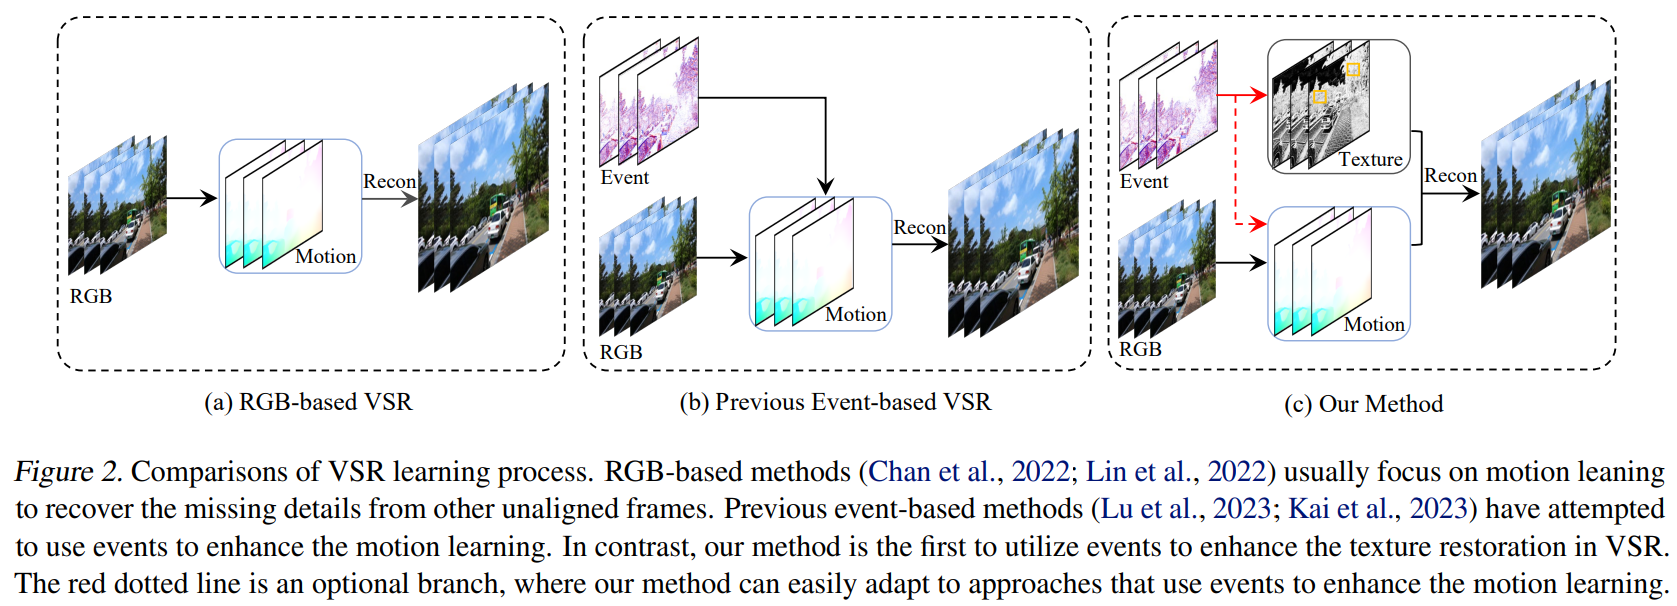 RGB
Motion
Recon
(a) RGB-based VSR
Event
RGB
Motion
Recon
(b) Previous Event-based VSR
Event
RGB
Texture
Motion
Recon
(c) Our Method
Figure 2. Comparisons of VSR learning process. RGB-based methods (Chan et al., 2022; Lin et al., 2022) usually focus on motion leaning
to recover the missing details from other unaligned frames. Previous event-based methods (Lu et al., 2023; Kai et al., 2023) have attempted
to use events to enhance the motion learning. In contrast, our method is the first to utilize events to enhance the texture restoration in VSR.
The red dotted line is an optional branch, where our method can easily adapt to approaches that use events to enhance the motion learning.